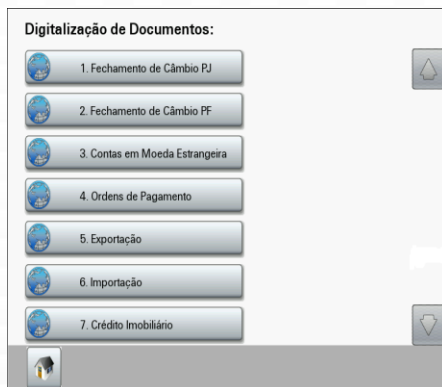 Digitalização de Documentos:
1. Fechamento de Câmbio PJ
2. Fechamento de Câmbio PF
3. Contas em Moeda Estrangeira
4. Ordens de Pagamento
5. Exportação
6. Importação
7. Crédito Imobiliário